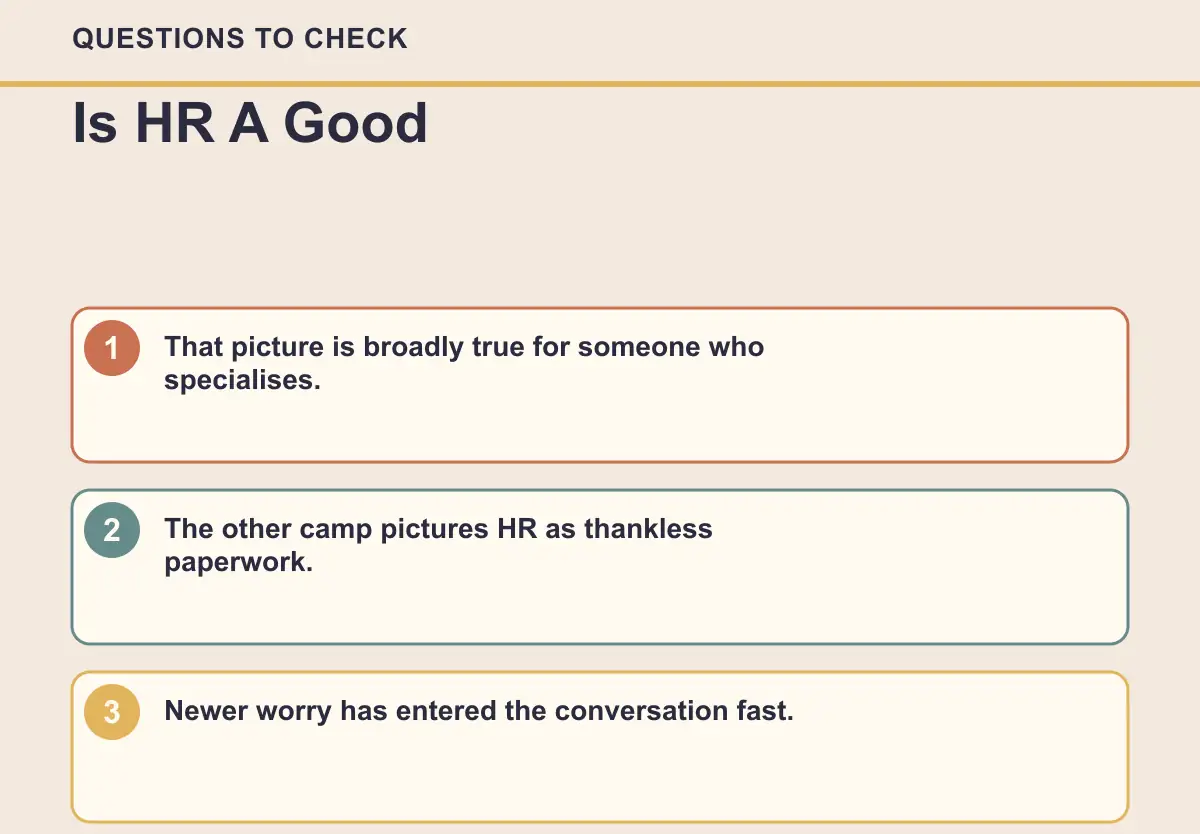 QUESTIONS TO CHECK
Is HR A Good
1
That picture is broadly true for someone who
specialises.
2
The other camp pictures HR as thankless
paperwork.
3
Newer worry has entered the conversation fast.